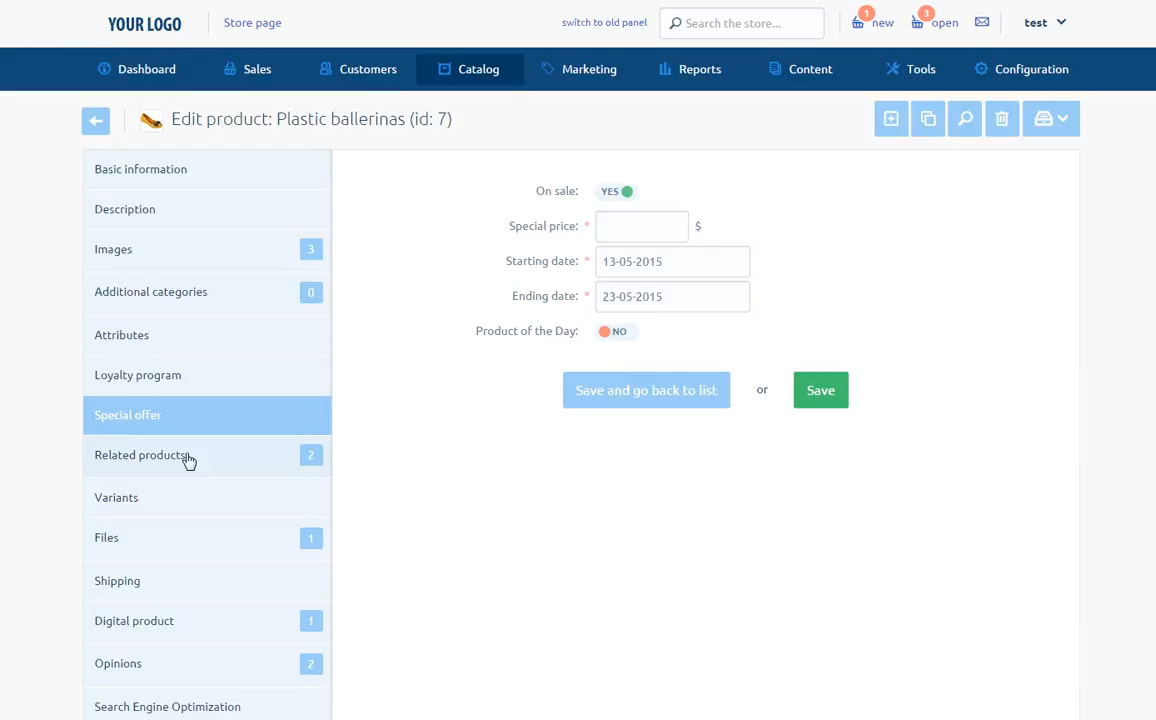 YOUR LOGO
Store page
switch to old panel
Search the store...
1
new
3
open
test
Dashboard
Sales
Customers
Catalog
Marketing
Reports
Content
Tools
Configuration
Edit product: Plastic ballerinas (id: 7)
Basic information
Description
Images 3
Additional categories 0
Attributes
Loyalty program
Special offer
Related products 2
Variants
Files 1
Shipping
Digital product 1
Opinions 2
Search Engine Optimization
On sale: YES
Special price: * $
Starting date: * 13-05-2015
Ending date: * 23-05-2015
Product of the Day: NO
Save and go back to list or Save